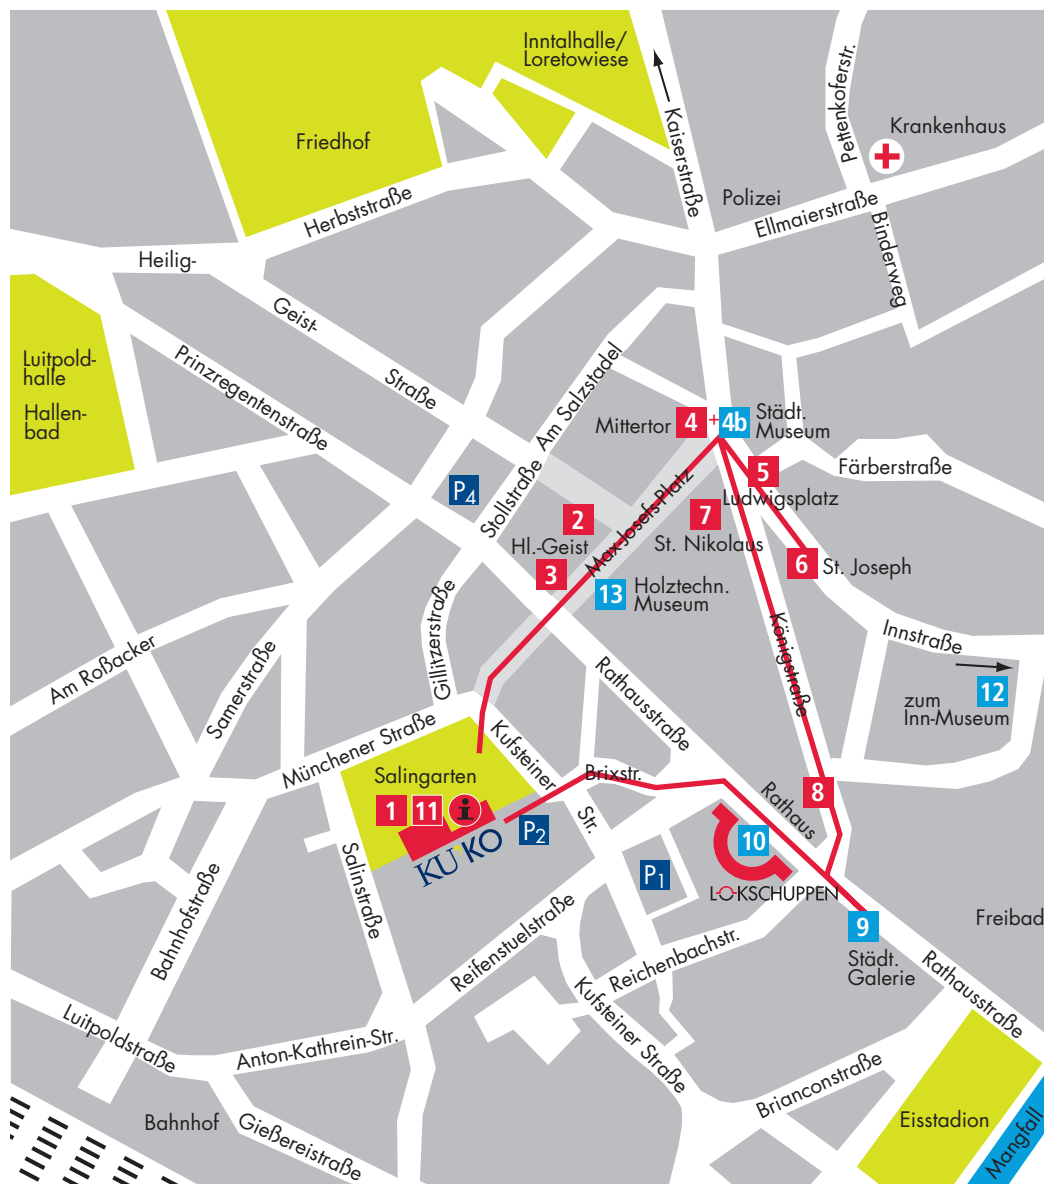 Inntalhalle/
Loretowiese
Pettenkoferstr.
Krankenhaus
Friedhof
Kaiserstraße
Polizei
Ellmaierstraße
Herbststraße
Binderweg
Heilig-
Geist-
Straße
Luitpold-
halle
Hallen-
bad
Prinzregentenstraße
Am Salzstadel
Mittertor
4
+
4b
Städt.
Museum
5
Färberstraße
P4
Stollstraße
Max-Josefs-Platz
Ludwigsplatz
2
7
Hl.-Geist
St. Nikolaus
3
6
St. Joseph
13
Holztechn.
Museum
Gillitzerstraße
Königstraße
Innstraße
Am Roßacker
Samerstraße
Rathausstraße
12
zum
Inn-Museum
Münchener Straße
Kufsteiner
Str.
Salingarten
Brixstr.
1
11
i
8
Rathaus
KU'KO
P2
10
P1
LOKSCHUPPEN
Salinstraße
Bahnhofstraße
Reifenstuelstraße
9
Städt.
Galerie
Freibad
Reichenbachstr.
Rathausstraße
Kufsteiner Straße
Luitpoldstraße
Anton-Kathrein-Str.
Brianconstraße
Bahnhof
Gießereistraße
Eisstadion
Mangfall